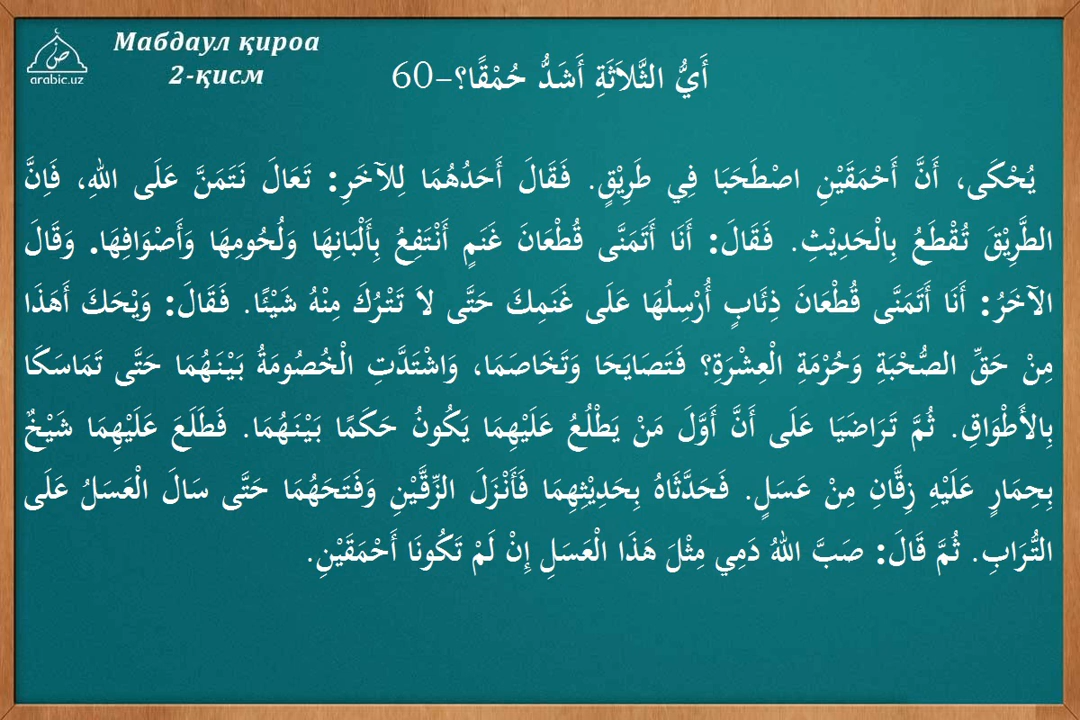 Мабдаул қироа
2-қисм
arabic.uz
60–أَيُّ الثَّلاَثَةِ أَشَدُّ حُمْقًا؟
يُحْكَى، أَنَّ أَحْمَقَيْنِ اصْطَحَبَا فِي طَرِيْقٍ. فَقَالَ أَحَدُهُمَا لِلآخَرِ: تَعَالَ نَتَمَنَّ عَلَى اللهِ، فَاِنَّ
الطَّرِيْقَ تُقْطَعُ بِالْحَدِيْثِ. فَقَالَ: أَنَا أَتَمَنَّى قُطْعَانَ غَنَمٍ أَنْتَفِعُ بِأَلْبَانِهَا وَلُحُومِهَا وَأَصْوَافِهَا. وَقَالَ
الآخَرُ: أَنَا أَتَمَنَّى قُطْعَانَ ذِئَابٍ أُرْسِلُهَا عَلَى غَنَمِكَ حَتَّى لاَ تَتْرُكَ مِنْهُ شَيْئًا. فَقَالَ: وَيْحَكَ أَهَذَا
مِنْ حَقِّ الصُّحْبَةِ وَحُرْمَةِ الْعِشْرَةِ؟ فَتَصَايَحَا وَتَخَاصَمَا، وَاشْتَدَّتِ الْخُصُومَةُ بَيْنَهُمَا حَتَّى تَمَاسَكَا
بِالأَطْوَاقِ. ثُمَّ تَرَاضَيَا عَلَى أَنَّ أَوَّلَ مَنْ يَطْلُعُ عَلَيْهِمَا يَكُونُ حَكَمًا بَيْنَهُمَا. فَطَلَعَ عَلَيْهِمَا شَيْخٌ
بِحِمَارٍ عَلَيْهِ زِقَّانِ مِنْ عَسَلٍ. فَحَدَّثَاهُ بِحَدِيْثِهِمَا فَأَنْزَلَ الزِّقَّيْنِ وَفَتَحَهُمَا حَتَّى سَالَ الْعَسَلُ عَلَى
التُّرَابِ. ثُمَّ قَالَ: صَبَّ اللهُ دَمِي مِثْلَ هَذَا الْعَسَلِ إِنْ لَمْ تَكُونَا أَحْمَقَيْنِ.